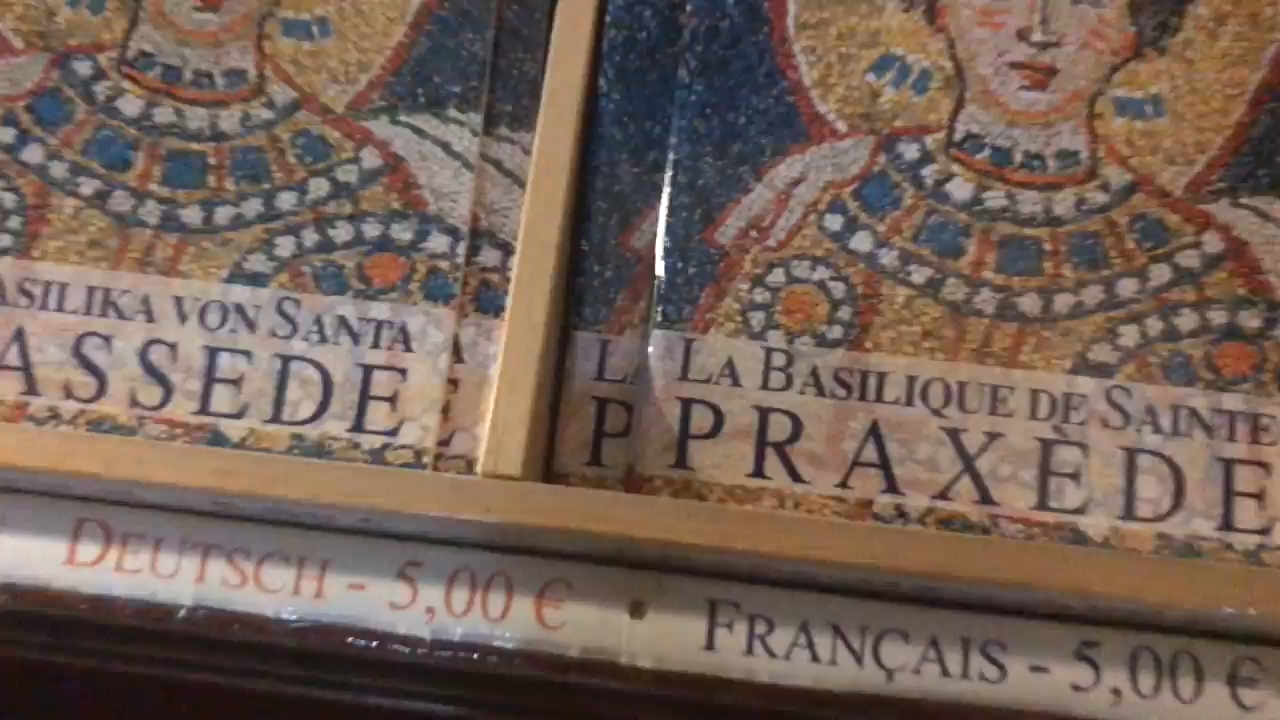 ASILIKA VON SANTA
ASSEDE
LA BASILIQUE DE SAINTE
PRAXÈDE
DEUTSCH - 5,00 €
FRANÇAIS - 5,00 €